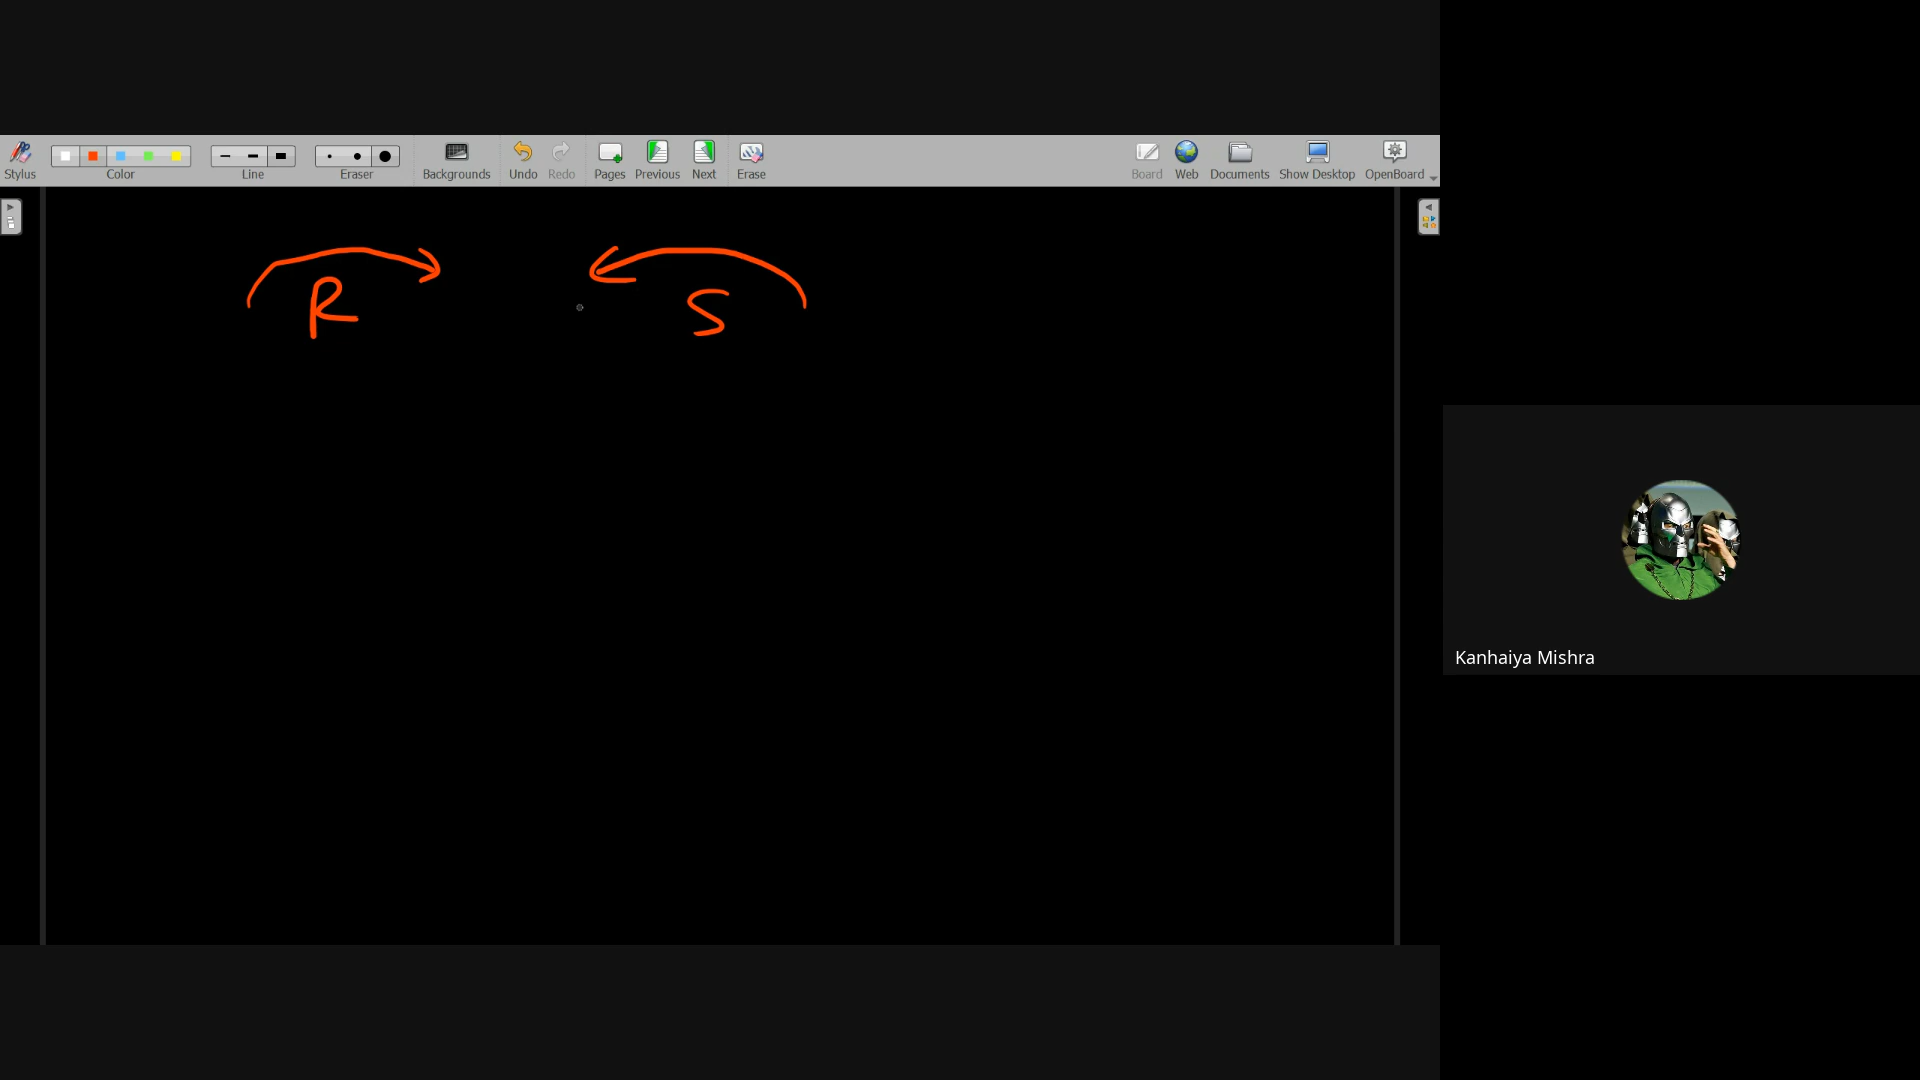 Stylus Color Line Eraser Backgrounds Undo Redo Pages Previous Next Erase Board Web Documents Show Desktop OpenBoard
R S
Kanhaiya Mishra